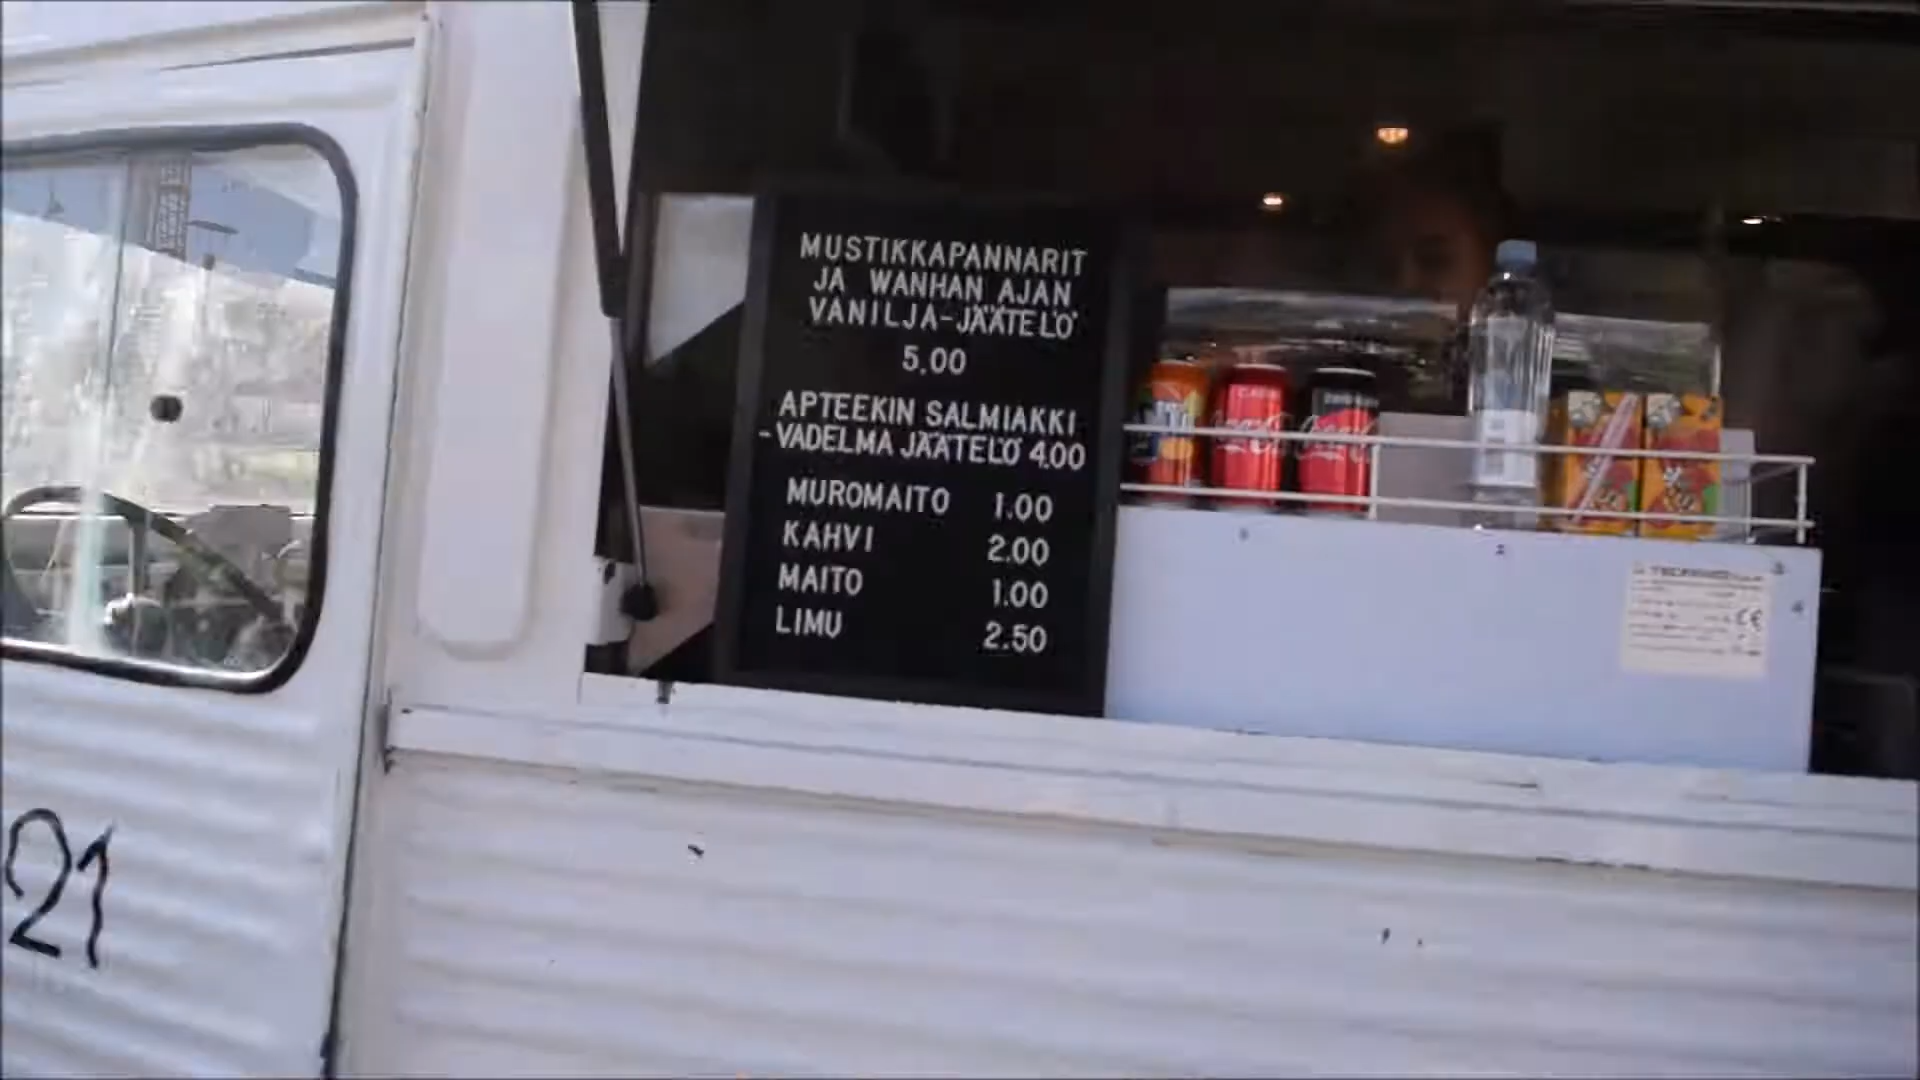 MUSTIKKAPANNARIT
JA WANHAN AJAN
VANILJA-JÄÄTELÖ
5.00
APTEEKIN SALMIAKKI
-VADELMA JÄÄTELÖ 4.00
MUROMAITO 1.00
KAHVI 2.00
MAITO 1.00
LIMU 2.50
21